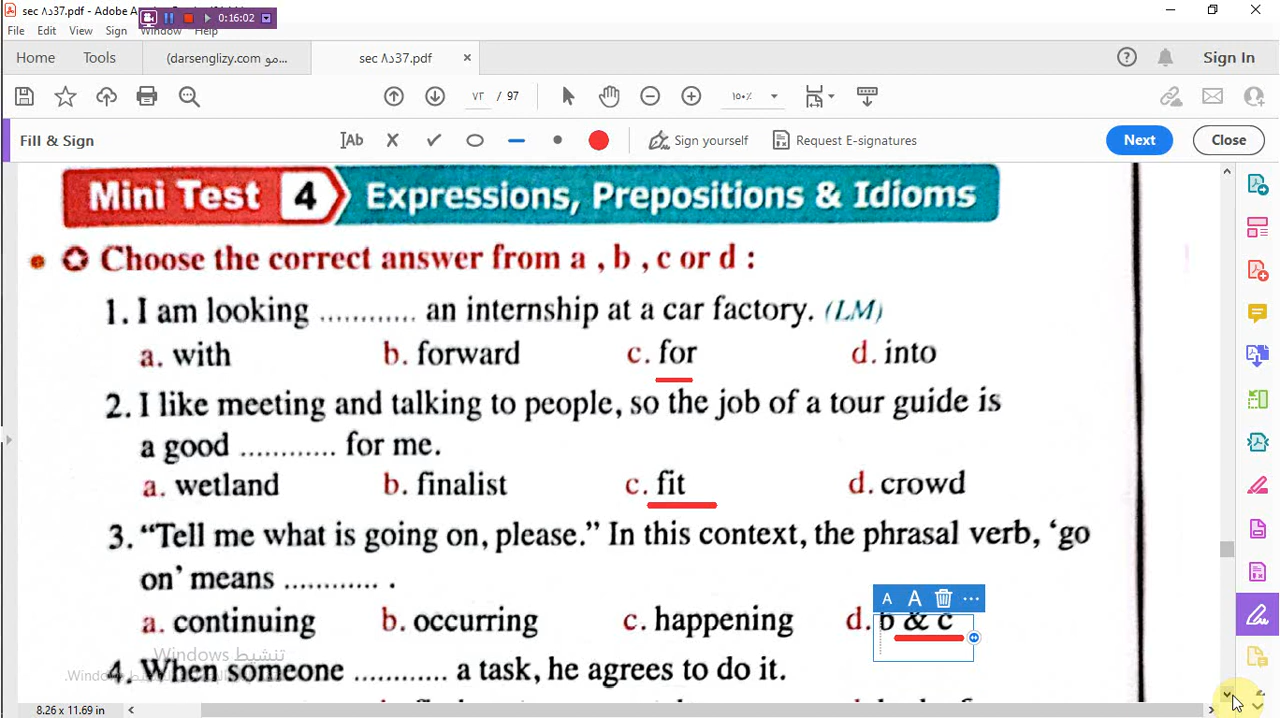 sec ٨د37.pdf - Adobe A
0:16:02
File Edit View Sign Window Help
Home Tools (darsenglizy.com مو... sec ٨د37.pdf × Sign In
٧٣ / 97 ١٥٠٪
Fill & Sign Ab Sign yourself Request E-signatures Next Close
Mini Test 4 Expressions, Prepositions & Idioms
Choose the correct answer from a , b , c or d :
1. I am looking ............ an internship at a car factory. (LM)
a. with b. forward c. for d. into
2. I like meeting and talking to people, so the job of a tour guide is
a good ............ for me.
a. wetland b. finalist c. fit d. crowd
3. “Tell me what is going on, please.” In this context, the phrasal verb, ‘go
on’ means ............ .
A A ...
a. continuing b. occurring c. happening d. b & c
تنشيط Windows
4. When someone ............ a task, he agrees to do it.
8.26 x 11.69 in